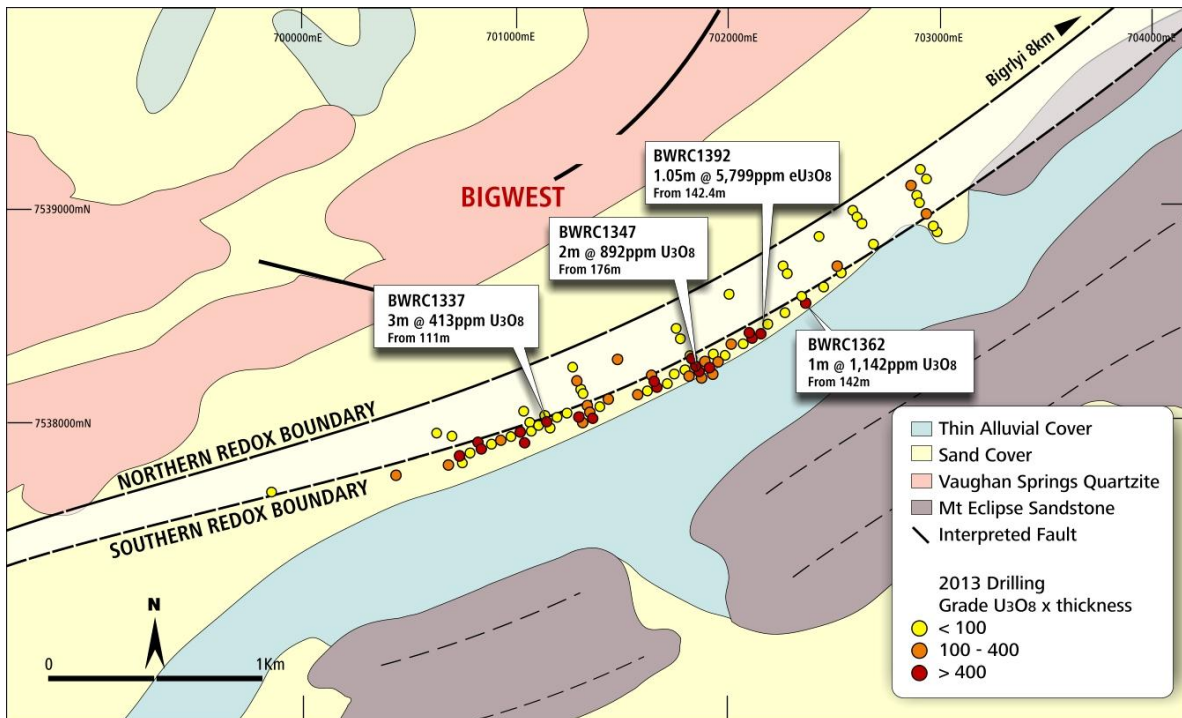 700000mE
701000mE
702000mE
703000mE
704000mE
Bigrlyi 8km
BWRC1392
1.05m @ 5,799ppm eU3O8
From 142.4m
BIGWEST
7539000mN
BWRC1347
2m @ 892ppm U3O8
From 176m
BWRC1337
3m @ 413ppm U3O8
From 111m
BWRC1362
1m @ 1,142ppm U3O8
From 142m
7538000mN
NORTHERN REDOX BOUNDARY
SOUTHERN REDOX BOUNDARY
Thin Alluvial Cover
Sand Cover
Vaughan Springs Quartzite
Mt Eclipse Sandstone
Interpreted Fault
2013 Drilling
Grade U3O8 x thickness
< 100
100 - 400
> 400
N
0
1Km